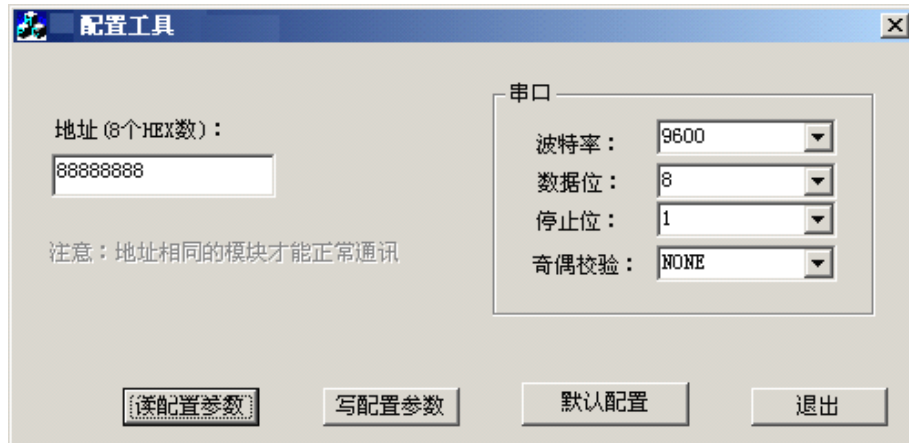 配置工具
地址(8个HEX数)：
88888888
注意：地址相同的模块才能正常通讯
串口
波特率： 9600
数据位： 8
停止位： 1
奇偶校验： NONE
读配置参数 写配置参数 默认配置 退出